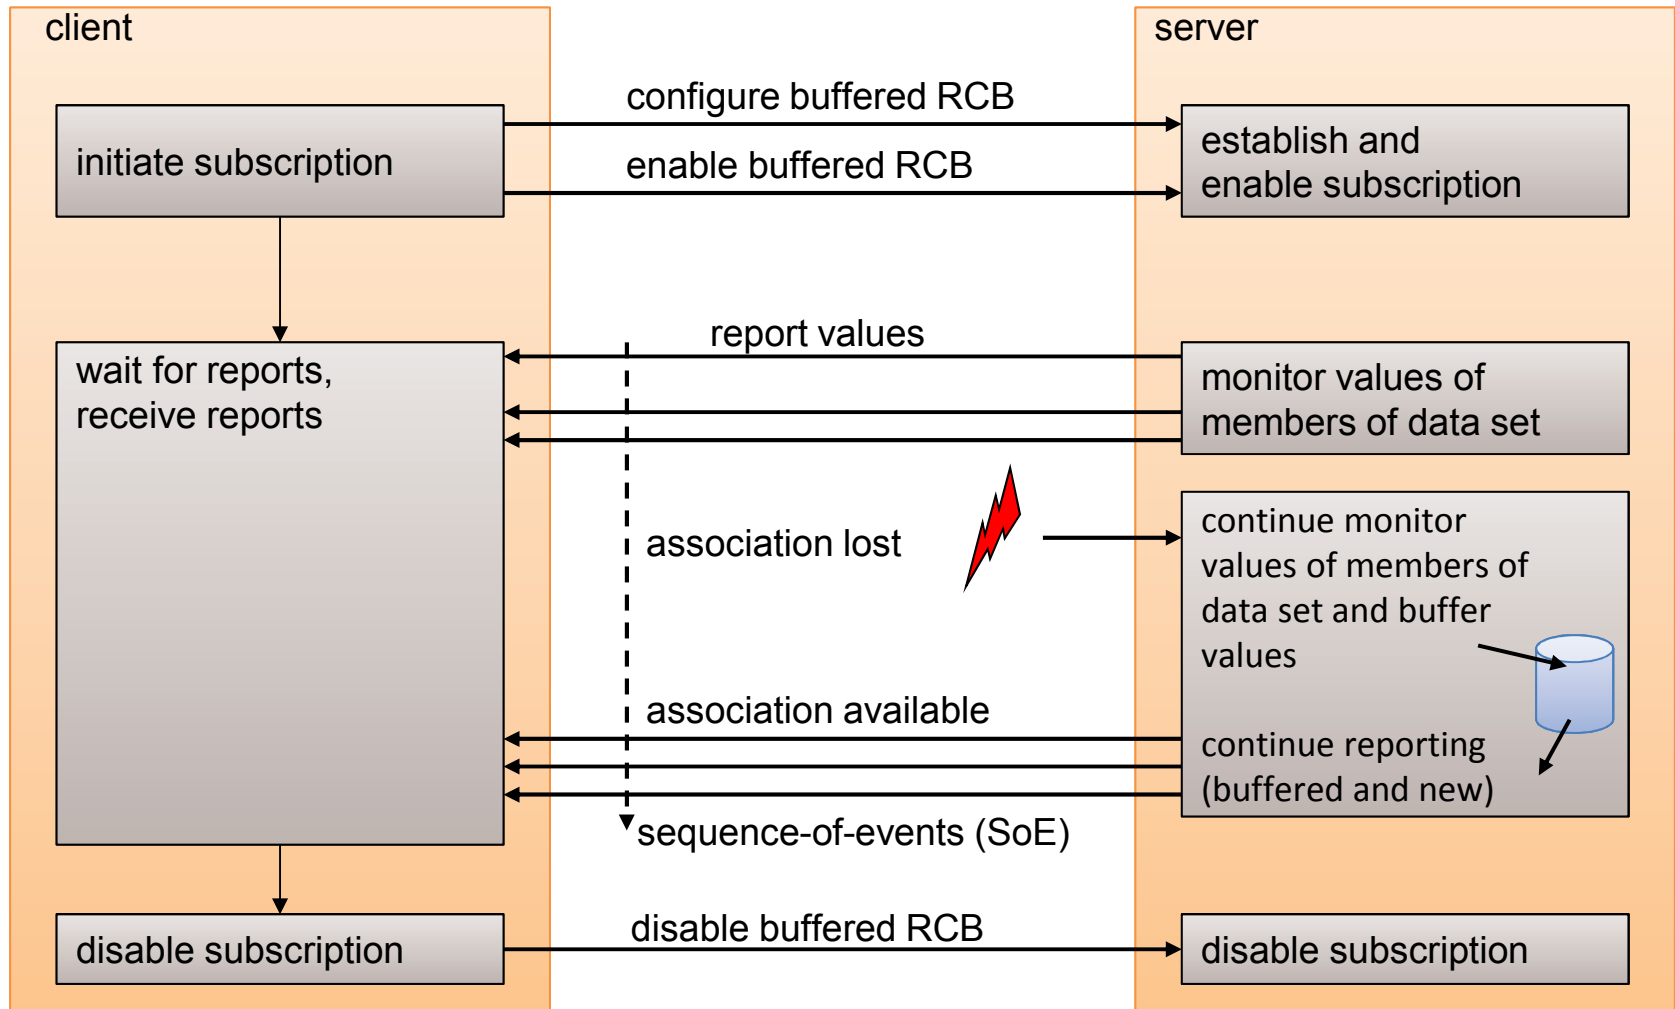 client
server
configure buffered RCB
initiate subscription
enable buffered RCB
establish and
enable subscription
report values
wait for reports,
receive reports
monitor values of
members of data set
association lost
continue monitor
values of members of
data set and buffer
values
association available
continue reporting
(buffered and new)
sequence-of-events (SoE)
disable buffered RCB
disable subscription
disable subscription